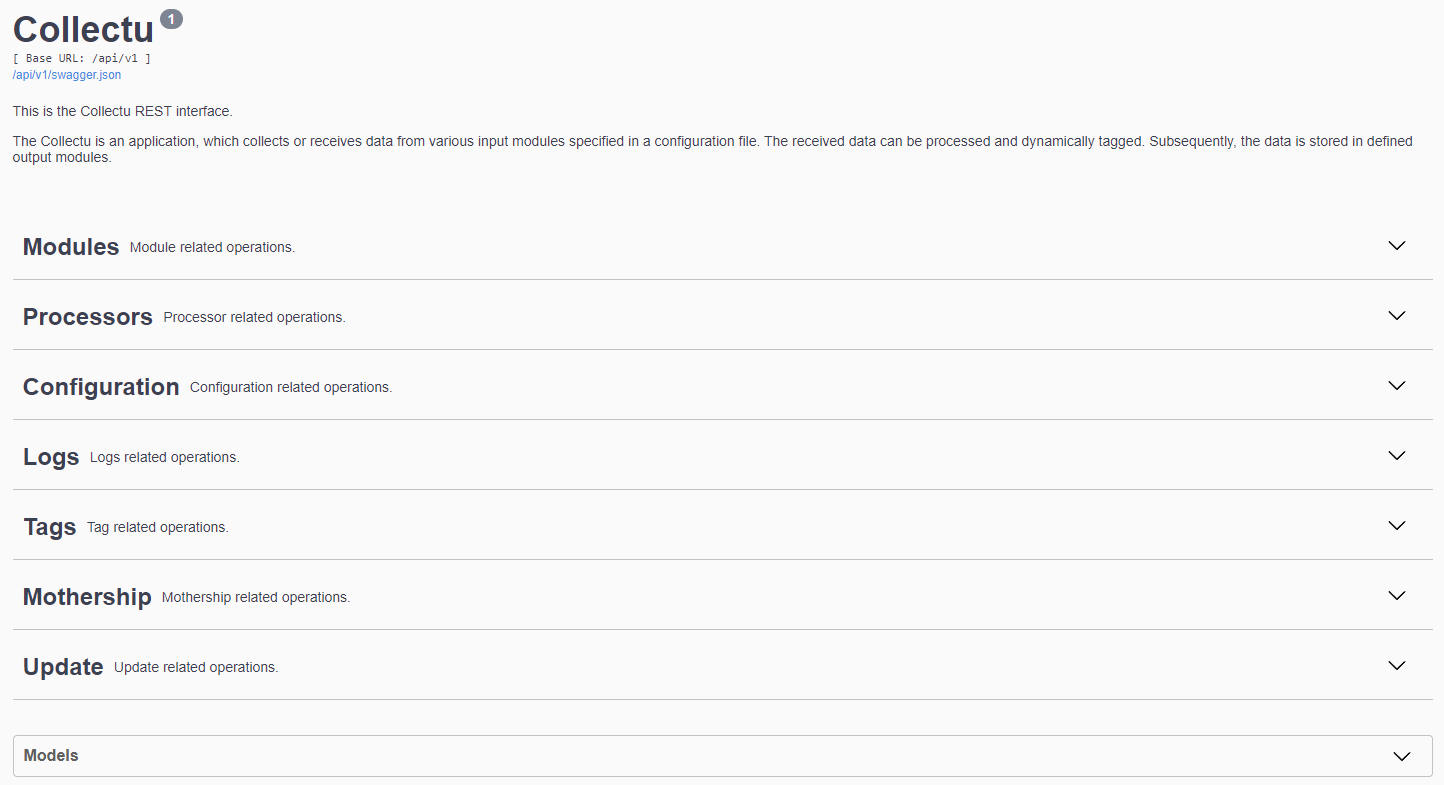 Collectu 1
[ Base URL: /api/v1 ]
/api/v1/swagger.json
This is the Collectu REST interface.
The Collectu is an application, which collects or receives data from various input modules specified in a configuration file. The received data can be processed and dynamically tagged. Subsequently, the data is stored in defined
output modules.
Modules Module related operations.
Processors Processor related operations.
Configuration Configuration related operations.
Logs Logs related operations.
Tags Tag related operations.
Mothership Mothership related operations.
Update Update related operations.
Models